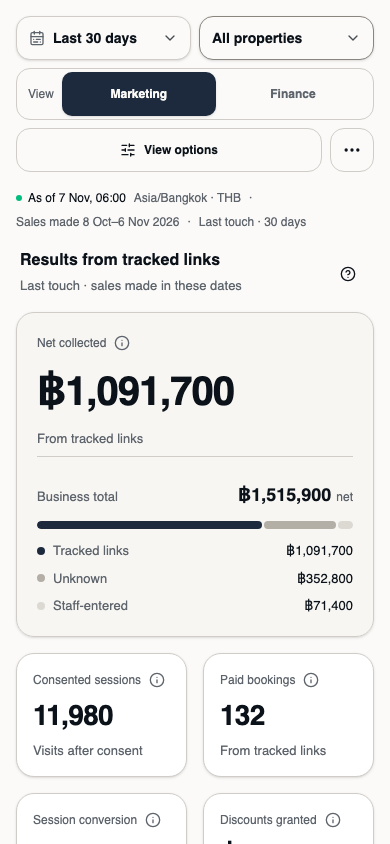 Last 30 days
All properties
View
Marketing
Finance
View options
As of 7 Nov, 06:00 Asia/Bangkok · THB ·
Sales made 8 Oct–6 Nov 2026 · Last touch · 30 days
Results from tracked links
Last touch · sales made in these dates
Net collected
฿1,091,700
From tracked links
Business total
฿1,515,900 net
Tracked links ฿1,091,700
Unknown ฿352,800
Staff-entered ฿71,400
Consented sessions
11,980
Visits after consent
Paid bookings
132
From tracked links
Session conversion
Discounts granted